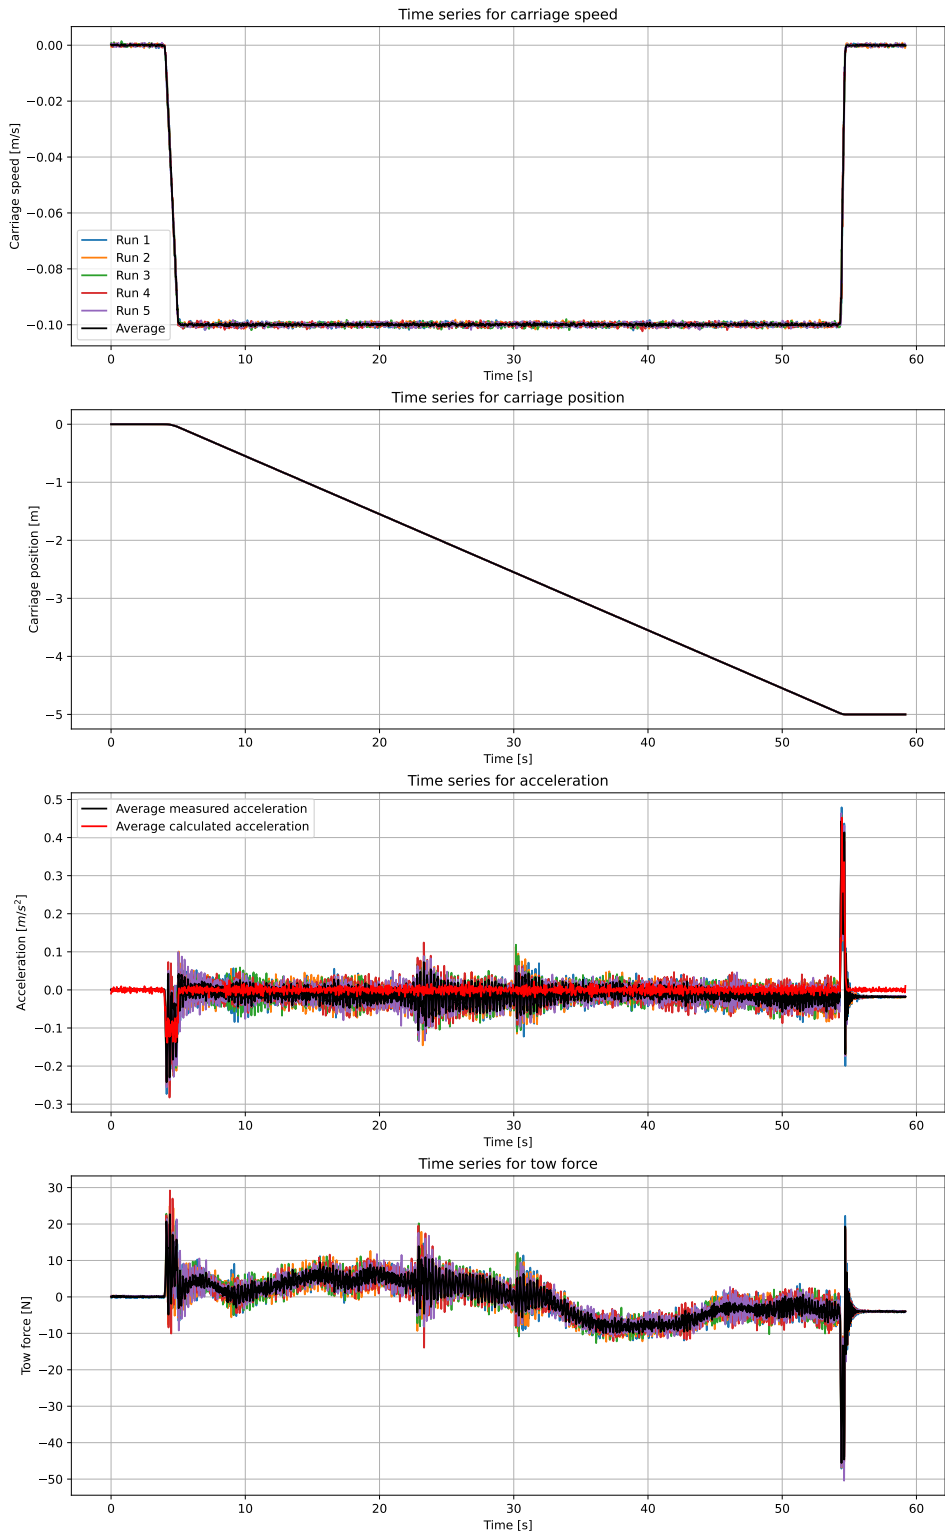 Time series for carriage speed
Carriage speed [m/s]
0.00
−0.02
−0.04
−0.06
−0.08
−0.10
Run 1
Run 2
Run 3
Run 4
Run 5
Average
0 10 20 30 40 50 60
Time [s]
Time series for carriage position
Carriage position [m]
0
−1
−2
−3
−4
−5
0 10 20 30 40 50 60
Time [s]
Time series for acceleration
Acceleration [m/s²]
0.5
0.4
0.3
0.2
0.1
0.0
−0.1
−0.2
−0.3
Average measured acceleration
Average calculated acceleration
0 10 20 30 40 50 60
Time [s]
Time series for tow force
Tow force [N]
30
20
10
0
−10
−20
−30
−40
−50
0 10 20 30 40 50 60
Time [s]